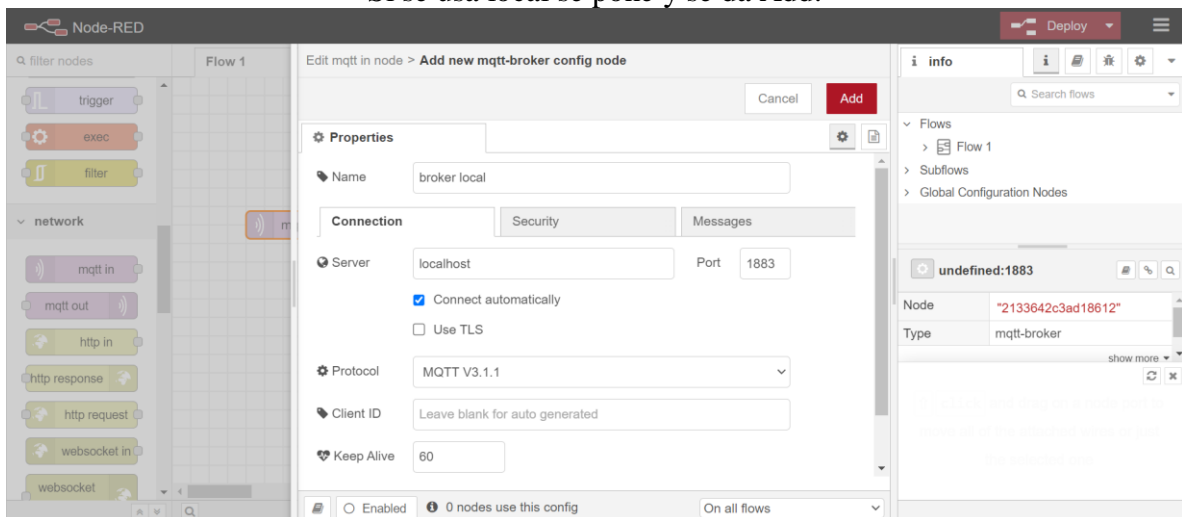 Si se usa local se pone y se da Add.
Node-RED
Deploy
filter nodes
Flow 1
Edit mqtt in node > Add new mqtt-broker config node
i info
trigger
exec
filter
network
mqtt in
mqtt out
http in
http response
http request
websocket in
websocket
Cancel
Add
Properties
Name
broker local
Connection
Security
Messages
Server
localhost
Port
1883
Connect automatically
Use TLS
Protocol
MQTT V3.1.1
Client ID
Leave blank for auto generated
Keep Alive
60
Enabled
0 nodes use this config
On all flows
Search flows
Flows
Flow 1
Subflows
Global Configuration Nodes
undefined:1883
Node
"2133642c3ad18612"
Type
mqtt-broker
show more